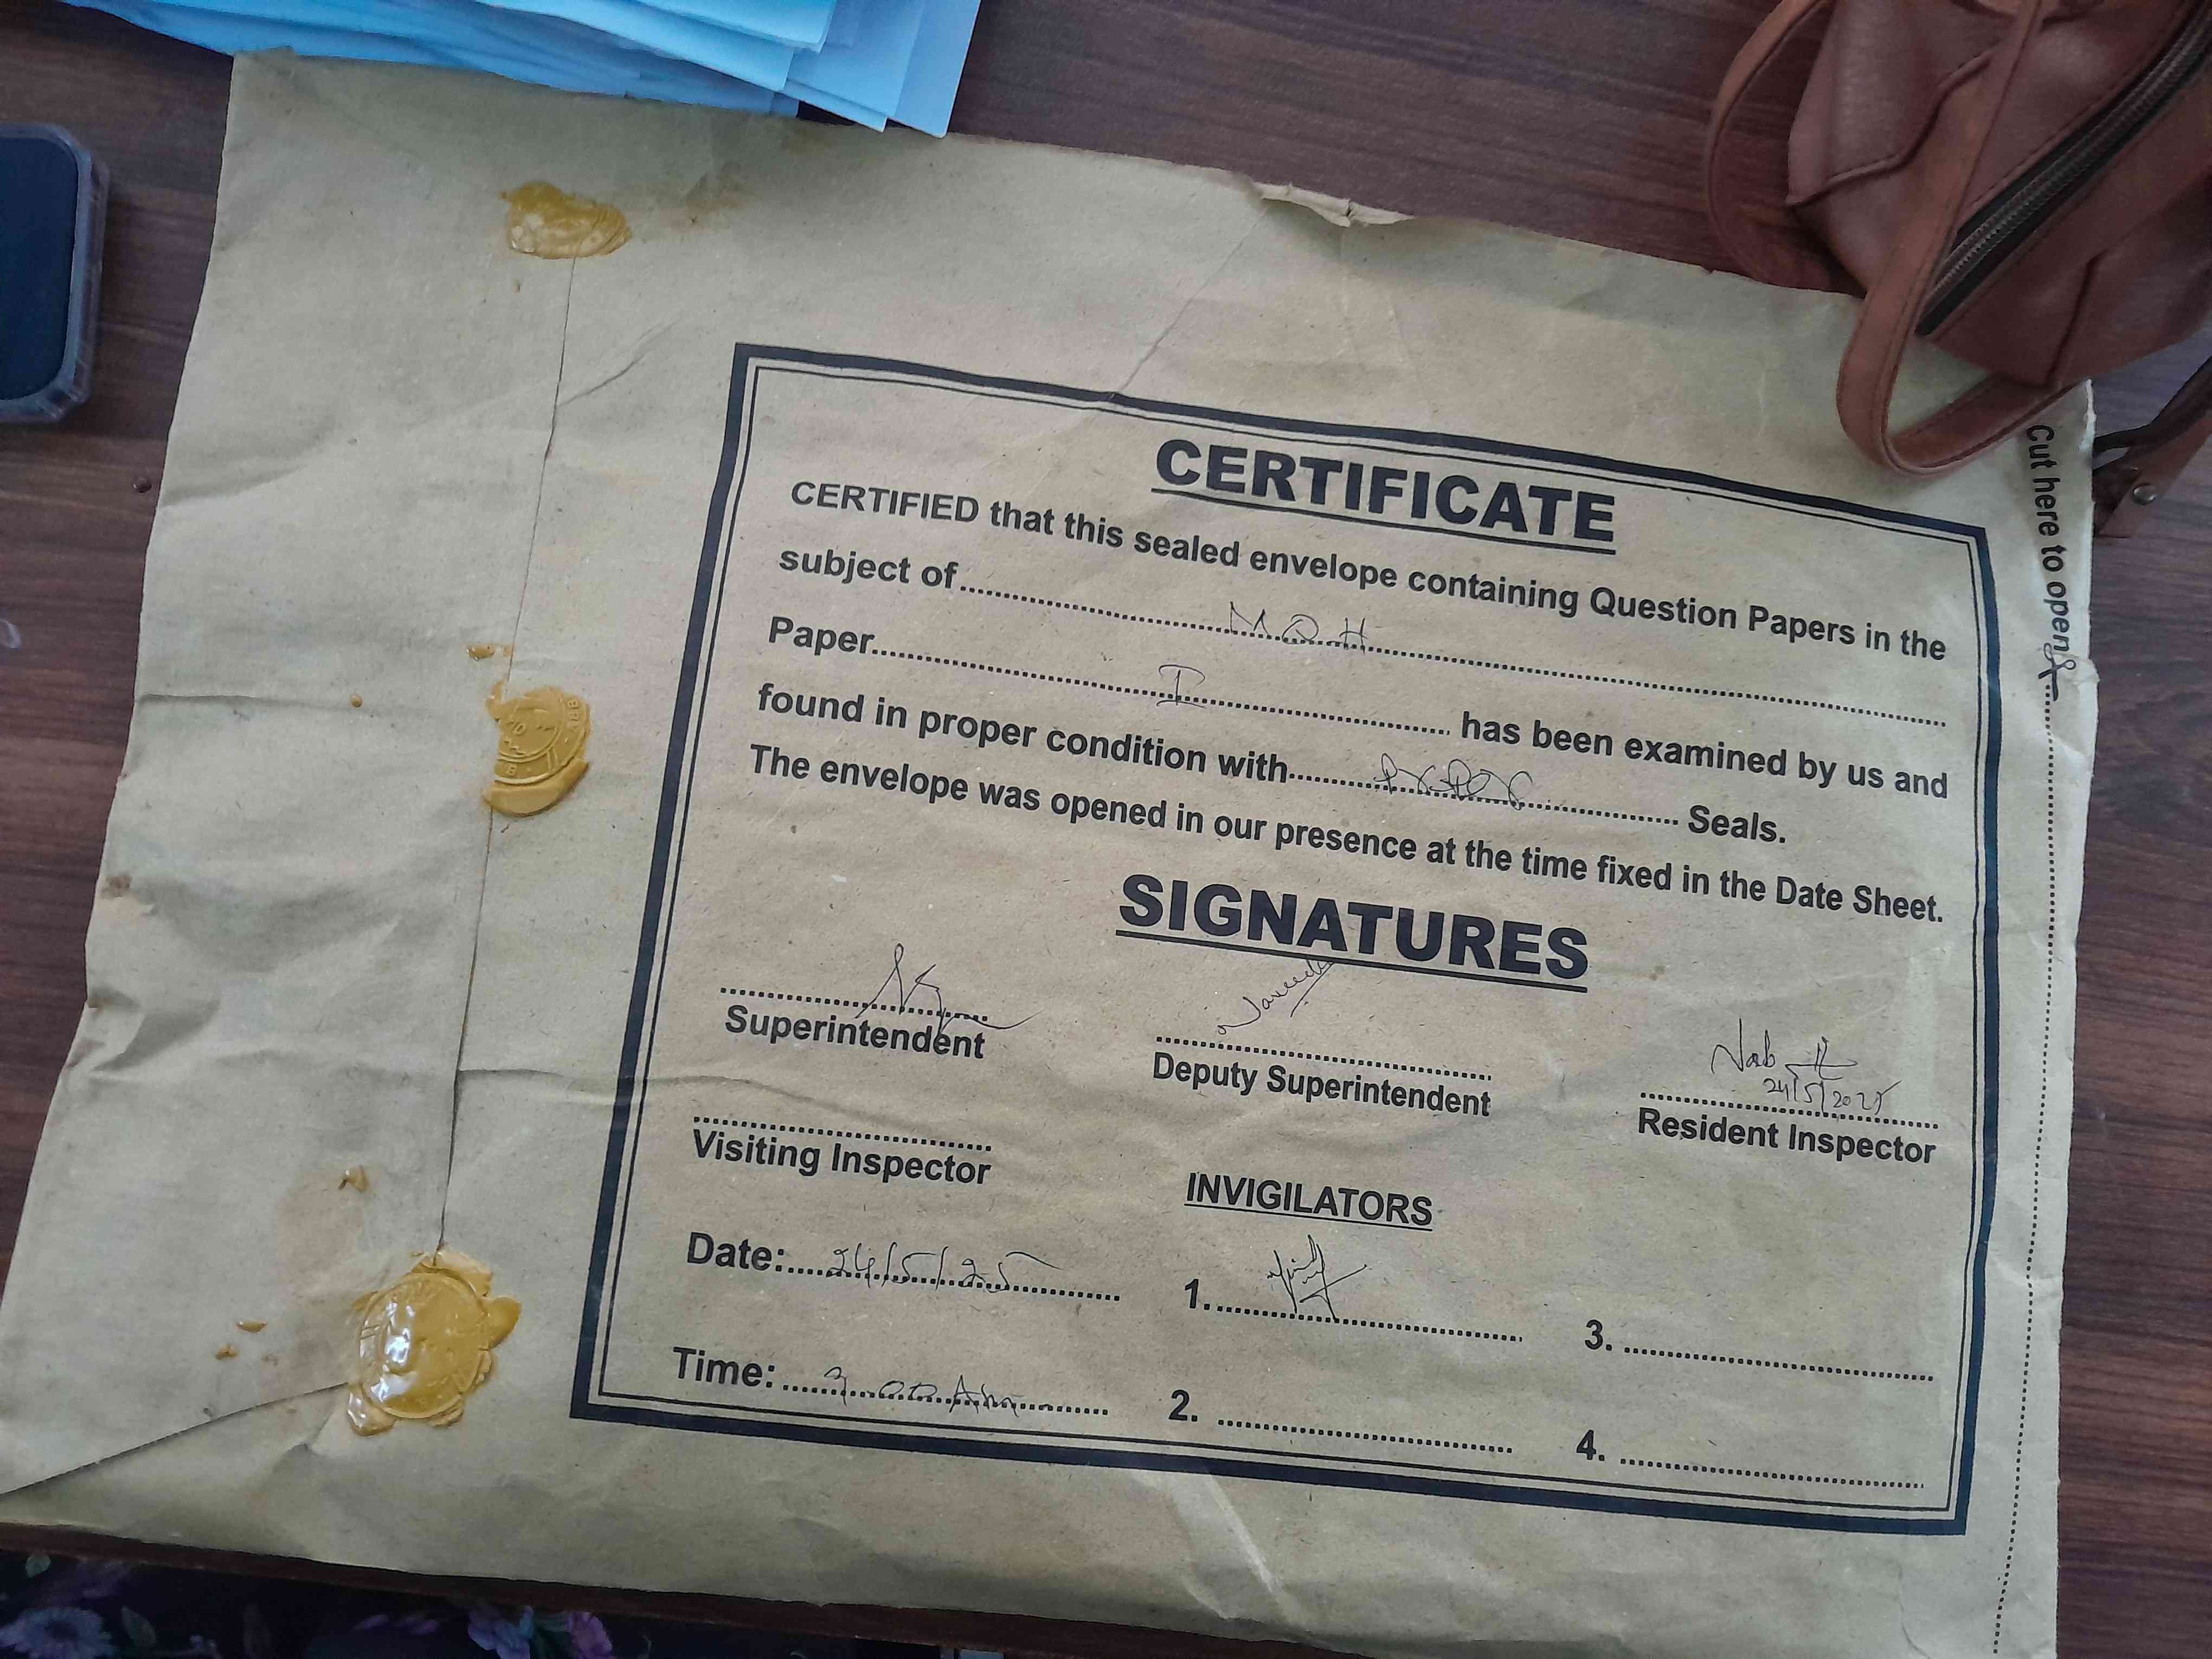 CERTIFICATE
CERTIFIED that this sealed envelope containing Question Papers in the
subject of.......... M Q H ..........
Paper.......... I .......... has been examined by us and
found in proper condition with.................... Seals.
The envelope was opened in our presence at the time fixed in the Date Sheet.
SIGNATURES
Superintendent
Deputy Superintendent
24/5/2025
Resident Inspector
Visiting Inspector
INVIGILATORS
Date:..... 24/5/25 .....
1.
3.
Time:..... 00 Am .....
2.
4.
Cut here to open